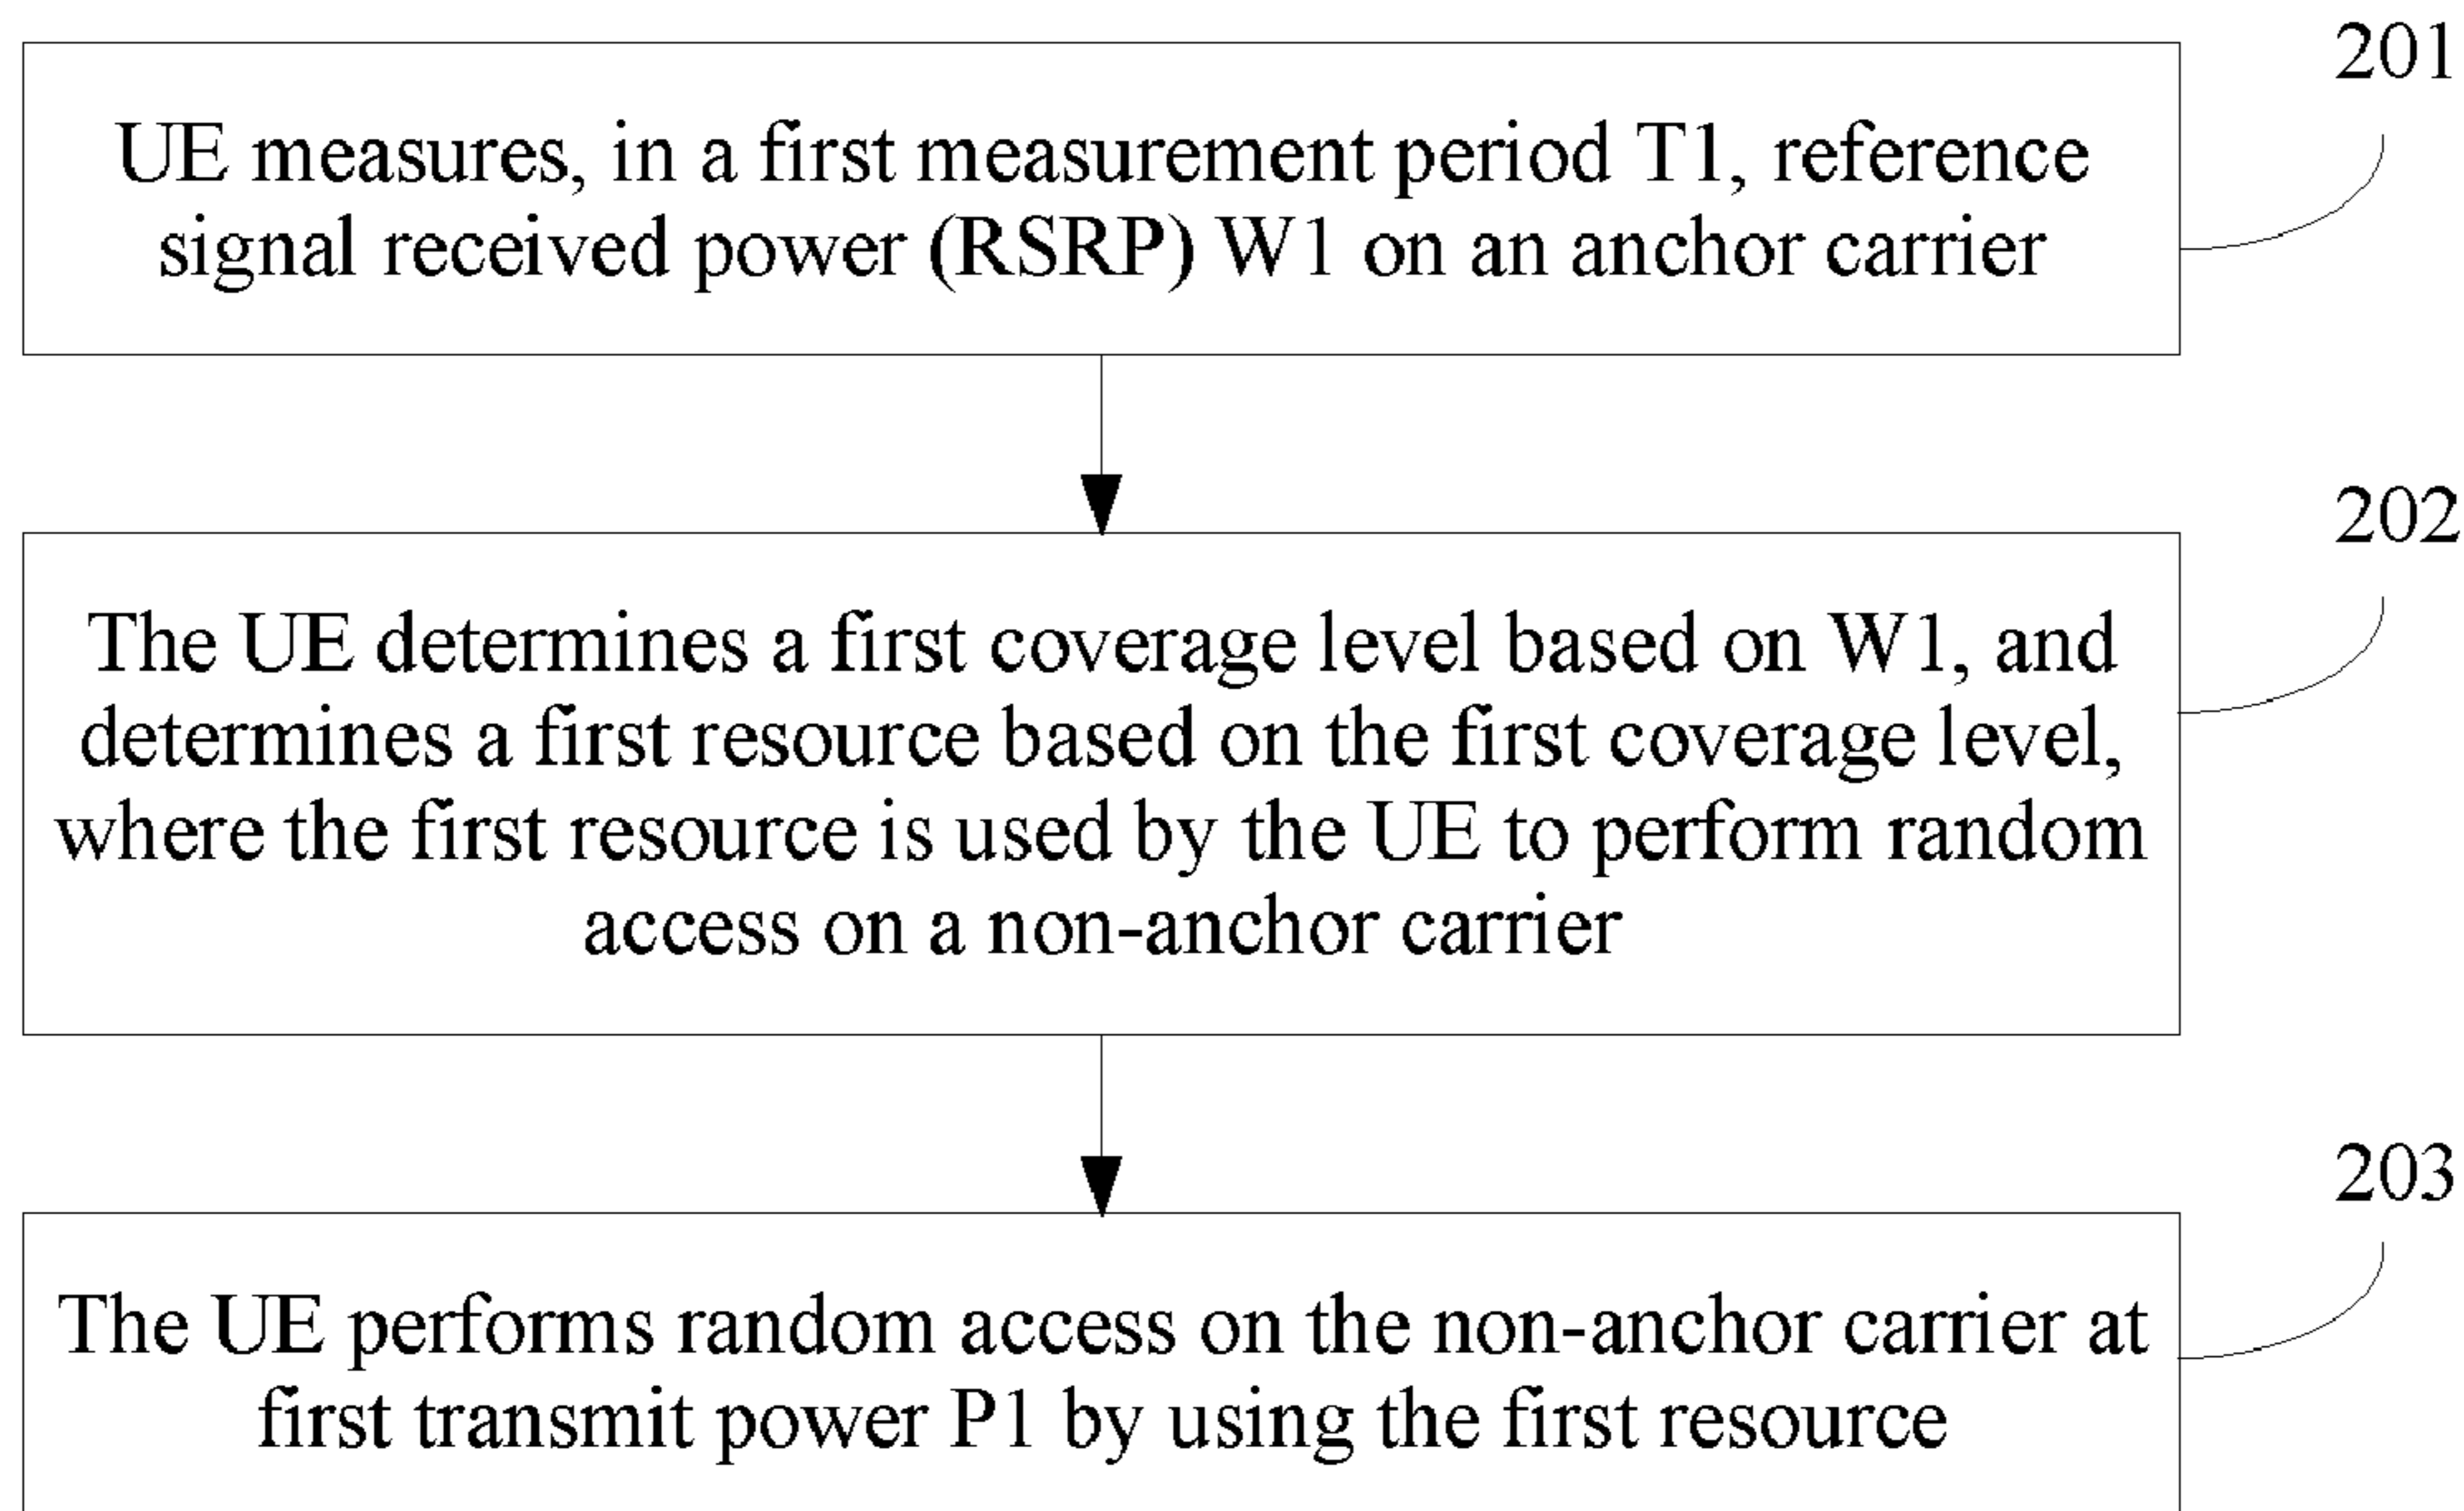 201
UE measures, in a first measurement period T1, reference
signal received power (RSRP) W1 on an anchor carrier
202
The UE determines a first coverage level based on W1, and
determines a first resource based on the first coverage level,
where the first resource is used by the UE to perform random
access on a non-anchor carrier
203
The UE performs random access on the non-anchor carrier at
first transmit power P1 by using the first resource